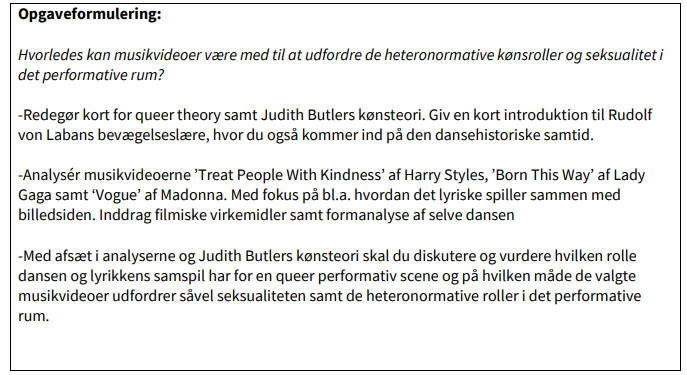 Opgaveformulering:
Hvorledes kan musikvideoer være med til at udfordre de heteronormative kønsroller og seksualitet i
det performative rum?
-Redegør kort for queer theory samt Judith Butlers kønsteori. Giv en kort introduktion til Rudolf
von Labans bevægelseslære, hvor du også kommer ind på den dansehistoriske samtid.
-Analysér musikvideoerne ’Treat People With Kindness’ af Harry Styles, ’Born This Way’ af Lady
Gaga samt ‘Vogue’ af Madonna. Med fokus på bl.a. hvordan det lyriske spiller sammen med
billedsiden. Inddrag filmiske virkemidler samt formanalyse af selve dansen
-Med afsæt i analyserne og Judith Butlers kønsteori skal du diskutere og vurdere hvilken rolle
dansen og lyrikkens samspil har for en queer performativ scene og på hvilken måde de valgte
musikvideoer udfordrer såvel seksualiteten samt de heteronormative roller i det performative
rum.